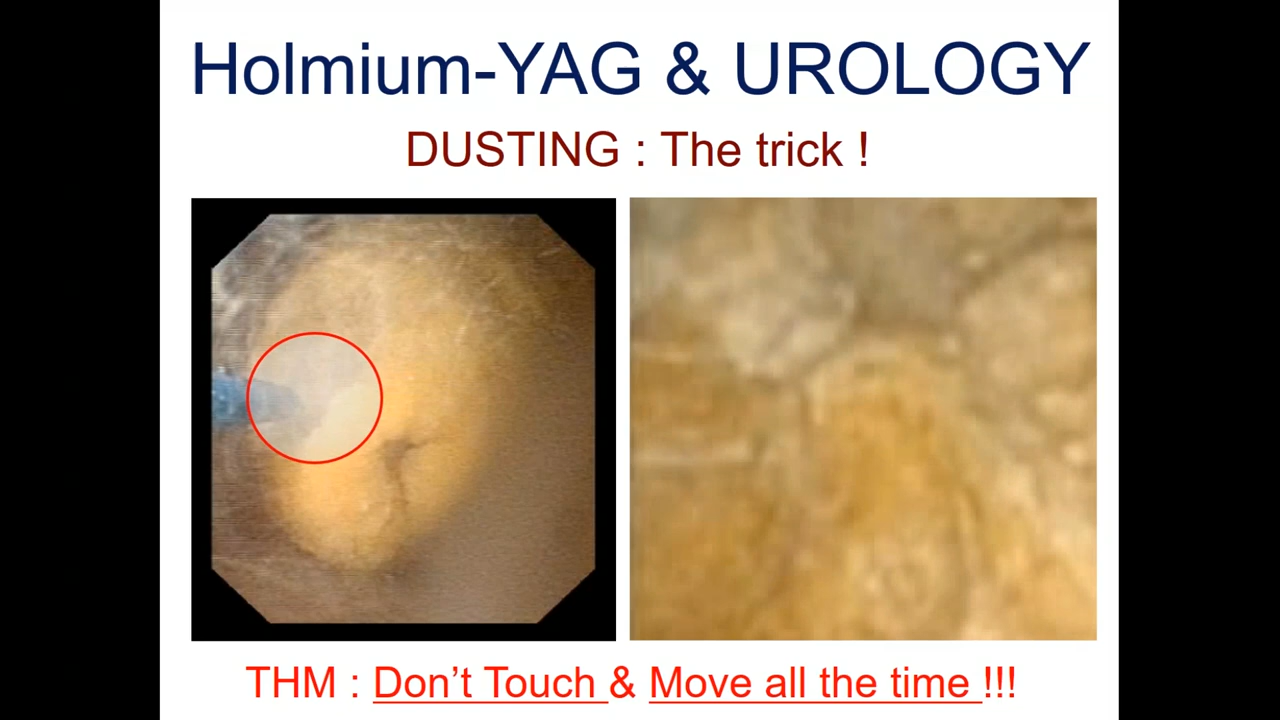 Holmium-YAG & UROLOGY
DUSTING : The trick !
THM : Don’t Touch & Move all the time !!!